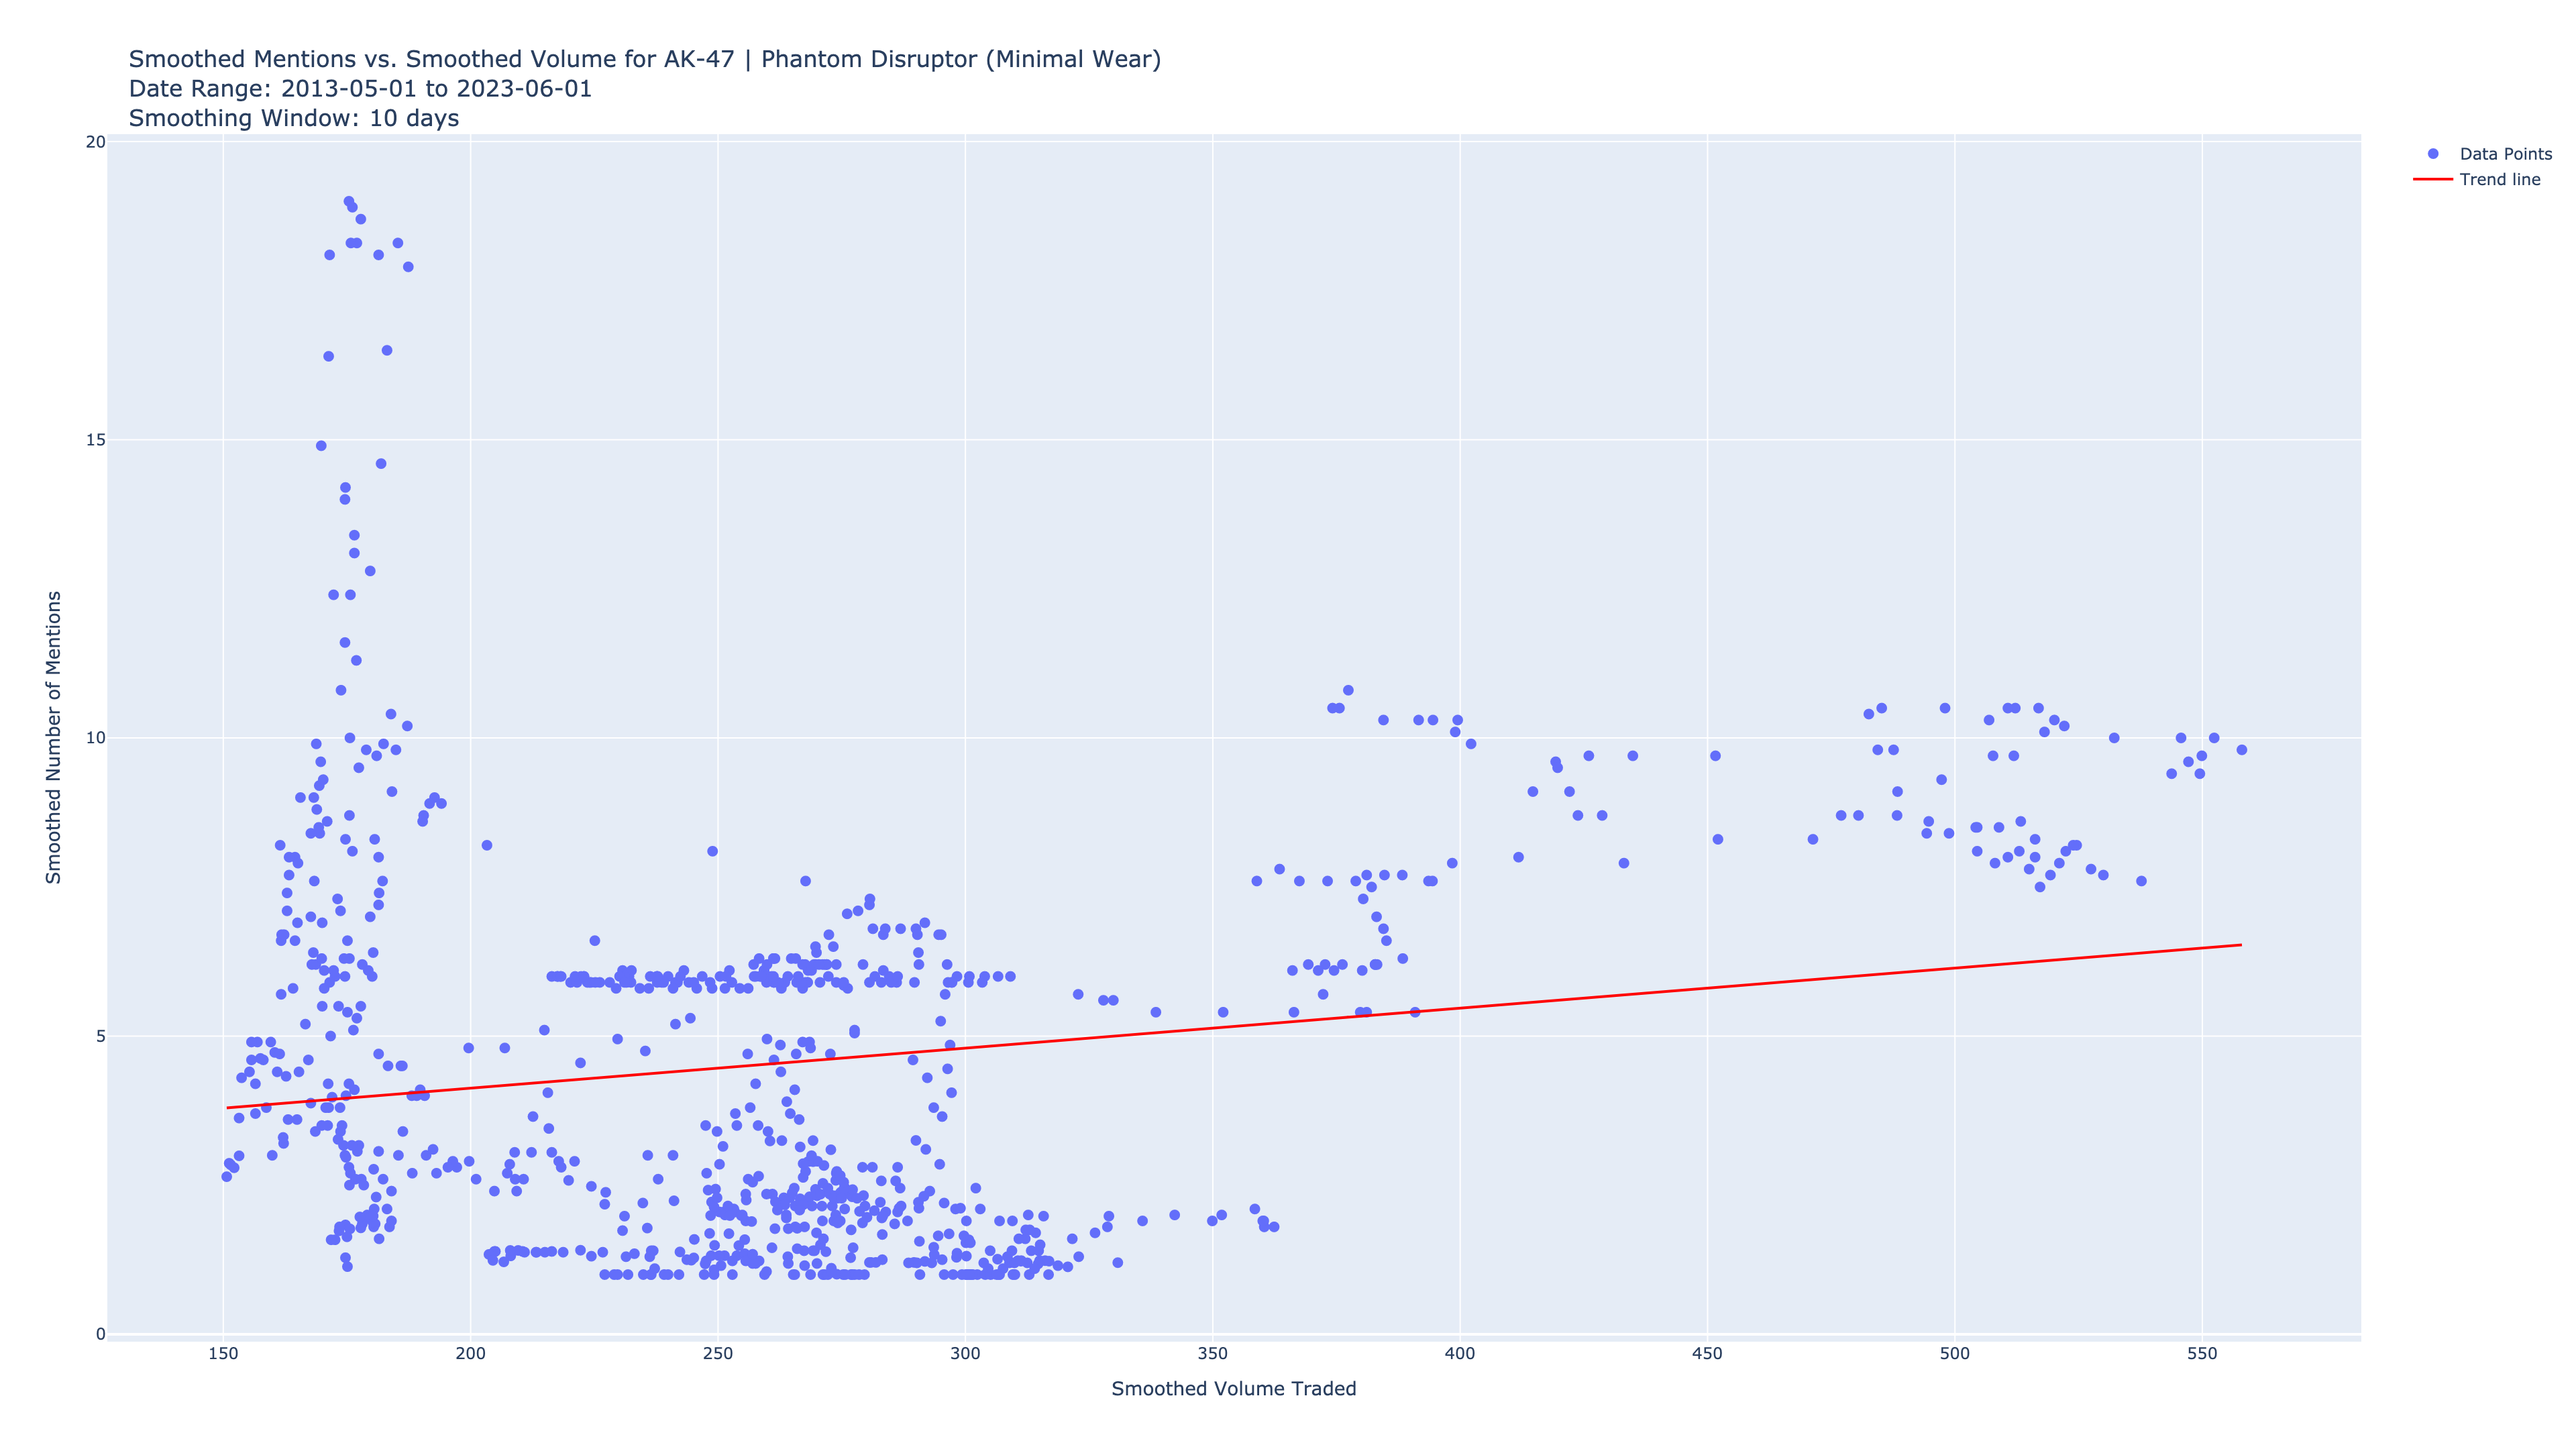 Smoothed Mentions vs. Smoothed Volume for AK-47 | Phantom Disruptor (Minimal Wear)
Date Range: 2013-05-01 to 2023-06-01
Smoothing Window: 10 days
Data Points
Trend line
20
15
10
5
0
Smoothed Number of Mentions
150 200 250 300 350 400 450 500 550
Smoothed Volume Traded